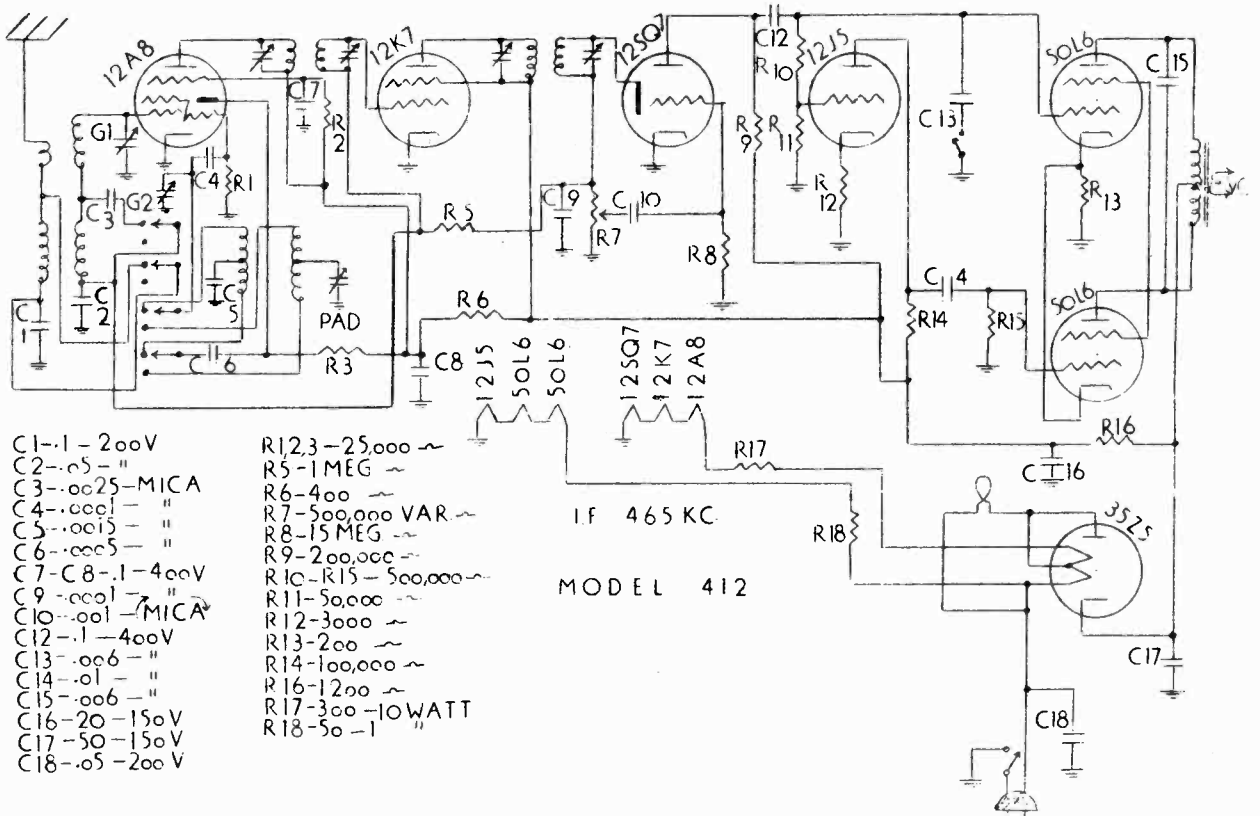 12A8
12K7
12SQ7
12J5
50L6
C12
C15
R10
C7
R2
G1
C4
R1
R9
R11
C13
C3
G2
R5
C9
C10
R7
R12
R13
VC
C1
C2
C5
PAD
R6
R8
C4
R14
R15
50L6
C6
R3
C8
12J5
50L6
50L6
12SQ7
12K7
12A8
R16
C16
R17
R18
35Z5
I.F 465 KC.
MODEL 412
C17
C18
C1-.1-200V
C2-.05-"
C3-.0025-MICA
C4-.0001- "
C5-.0015- "
C6-.0005- "
C7-C8-.1-400V
C9-.0001- "
C10-.001-MICA
C12-.1-400V
C13-.006- "
C14-.01- "
C15-.006- "
C16-20-150V
C17-50-150V
C18-.05-200V
R1,2,3-25,000 ~
R5-1MEG ~
R6-400 ~
R7-500,000 VAR ~
R8-15MEG ~
R9-200,000 ~
R10-R15-500,000 ~
R11-50,000 ~
R12-3000 ~
R13-200 ~
R14-100,000 ~
R16-1200 ~
R17-300-10WATT
R18-50-1 "